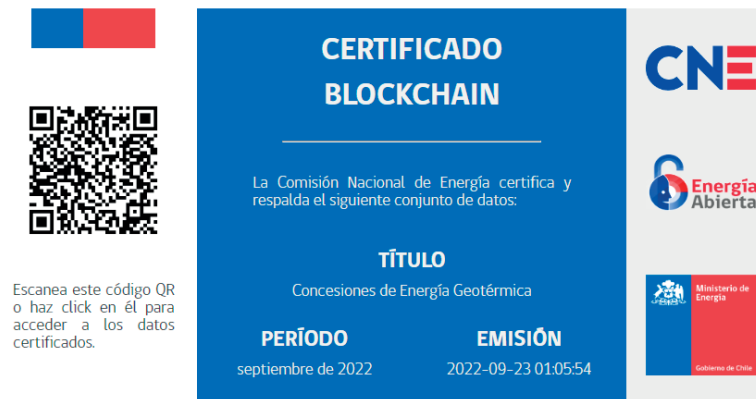 CERTIFICADO
BLOCKCHAIN
La Comisión Nacional de Energía certifica y
respalda el siguiente conjunto de datos:
TÍTULO
Concesiones de Energía Geotérmica
PERÍODO
septiembre de 2022
EMISIÓN
2022-09-23 01:05:54
Escanea este código QR
o haz click en él para
acceder a los datos
certificados.
CNE
Energía
Abierta
Ministerio de
Energía
Gobierno de Chile